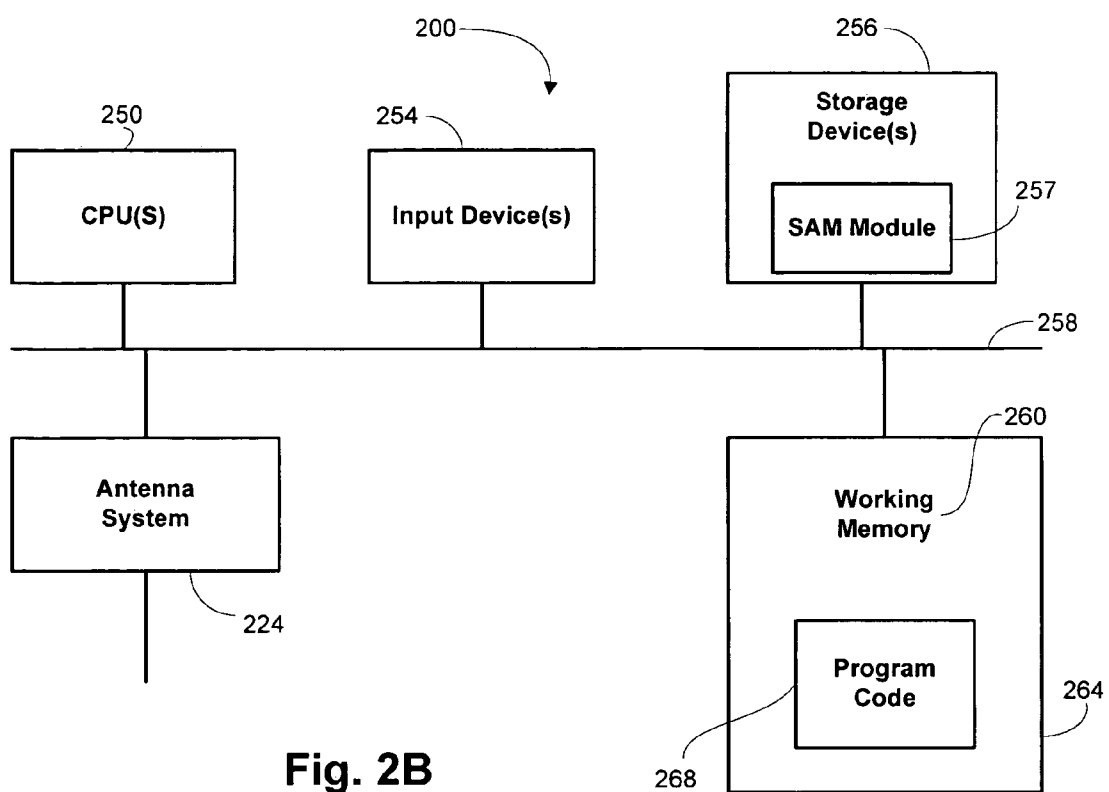 200
256
250
254
Storage
Device(s)
CPU(S)
Input Device(s)
257
SAM Module
258
260
Antenna
System
Working
Memory
224
Program
Code
264
268
Fig. 2B